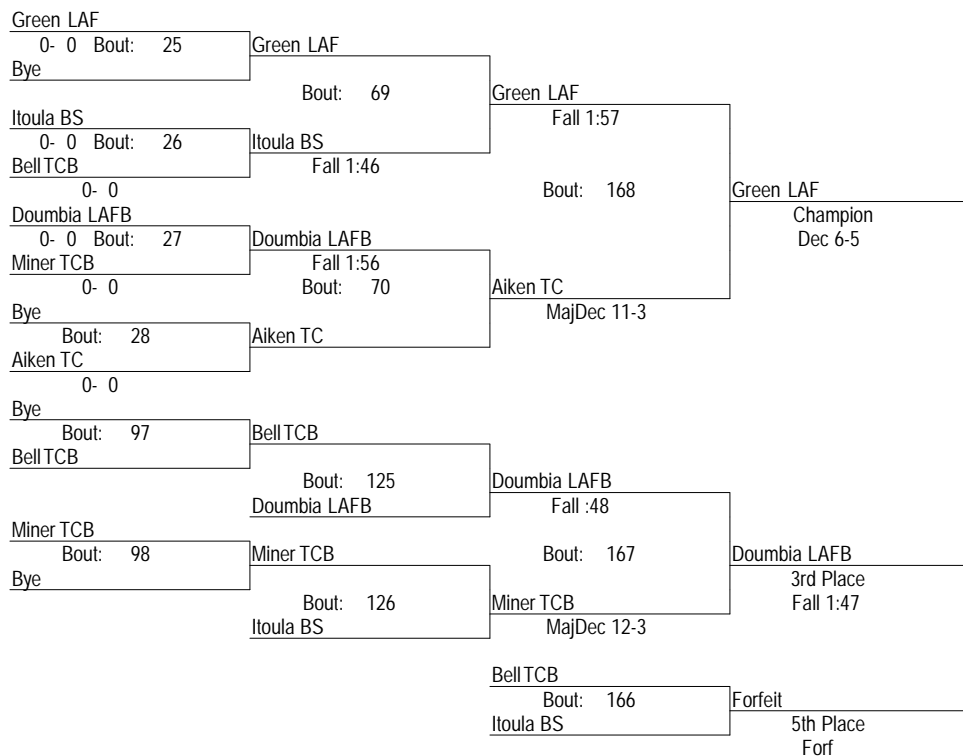 Green LAF
0- 0 Bout: 25 Green LAF
Bye
Bout: 69 Green LAF
Itoula BS Fall 1:57
0- 0 Bout: 26 Itoula BS
Bell TCB Fall 1:46
0- 0 Bout: 168 Green LAF
Doumbia LAFB Champion
0- 0 Bout: 27 Doumbia LAFB Dec 6-5
Miner TCB Fall 1:56
0- 0 Bout: 70 Aiken TC
Bye MajDec 11-3
Bout: 28 Aiken TC
Aiken TC
0- 0
Bye
Bout: 97 Bell TCB
Bell TCB
Bout: 125 Doumbia LAFB
Doumbia LAFB Fall :48
Miner TCB
Bout: 98 Miner TCB Bout: 167 Doumbia LAFB
Bye 3rd Place
Bout: 126 Miner TCB Fall 1:47
Itoula BS MajDec 12-3
Bell TCB
Bout: 166 Forfeit
Itoula BS 5th Place
Forf